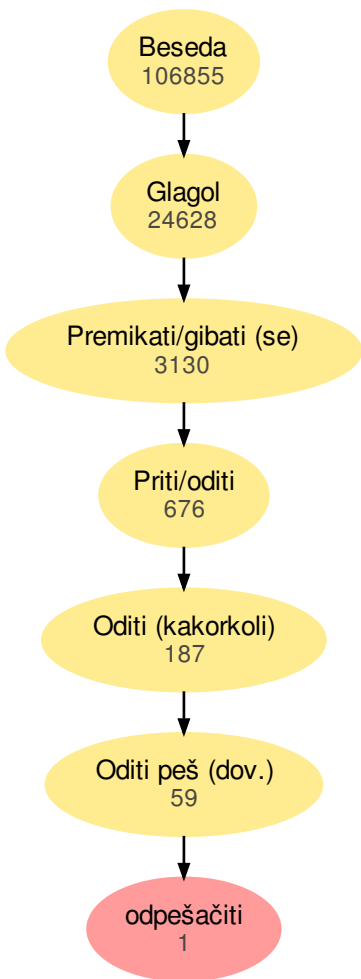 Beseda
106855
Glagol
24628
Premikati/gibati (se)
3130
Priti/oditi
676
Oditi (kakorkoli)
187
Oditi peš (dov.)
59
odpešačiti
1